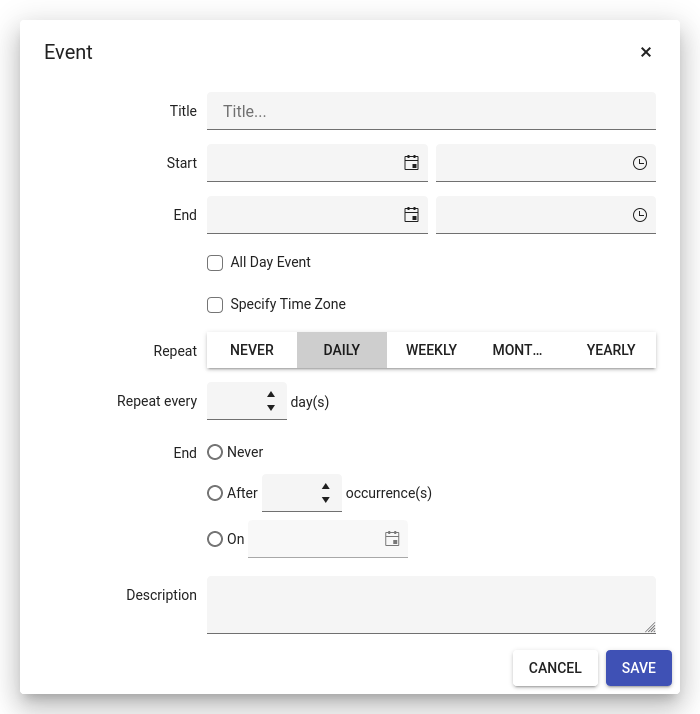 Event ×
Title Title...
Start
End
All Day Event
Specify Time Zone
Repeat NEVER DAILY WEEKLY MONT... YEARLY
Repeat every day(s)
End Never
After occurrence(s)
On
Description
CANCEL SAVE